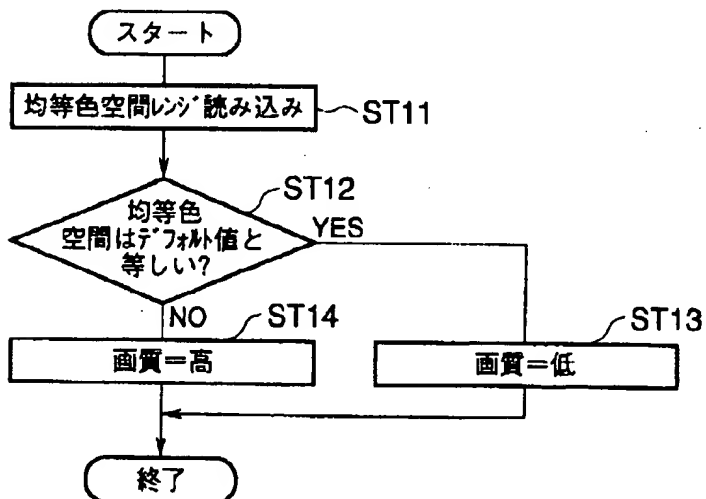 スタート
均等色空間レンジ読み込み
ST11
ST12
均等色
空間はデフォルト値と
等しい?
YES
NO
ST14
ST13
画質=高
画質=低
終了